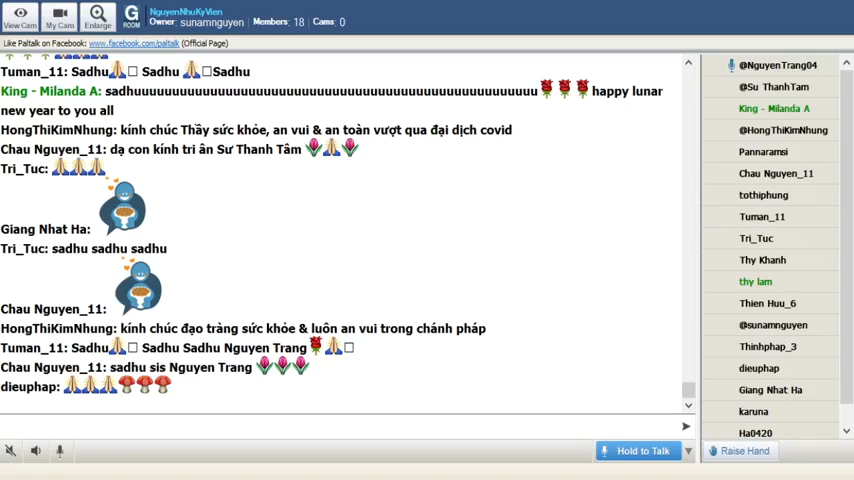 View Cam
My Cam
Enlarge
G
ROOM
NguyenNhuKyVien
Owner: sunamnguyen Members: 18 Cams: 0
Like Paltalk on Facebook: www.facebook.com/paltalk (Official Page)
Tuman_11: Sadhu Sadhu Sadhu
King - Milanda A: sadhuuuuuuuuuuuuuuuuuuuuuuuuuuuuuuuuuuuuuuuuuuuuuuuuu happy lunar
new year to you all
HongThiKimNhung: kính chúc Thầy sức khỏe, an vui & an toàn vượt qua đại dịch covid
Chau Nguyen_11: dạ con kính tri ân Sư Thanh Tâm
Tri_Tuc:
Giang Nhat Ha:
Tri_Tuc: sadhu sadhu sadhu
Chau Nguyen_11:
HongThiKimNhung: kính chúc đạo tràng sức khỏe & luôn an vui trong chánh pháp
Tuman_11: Sadhu Sadhu Sadhu Nguyen Trang
Chau Nguyen_11: sadhu sis Nguyen Trang
dieuphap:
Hold to Talk
@NguyenTrang04
@Su ThanhTam
King - Milanda A
@HongThiKimNhung
Pannaramsi
Chau Nguyen_11
tothiphung
Tuman_11
Tri_Tuc
Thy Khanh
thy lam
Thien Huu_6
@sunamnguyen
Thinhphap_3
dieuphap
Giang Nhat Ha
karuna
Ha0420
Raise Hand